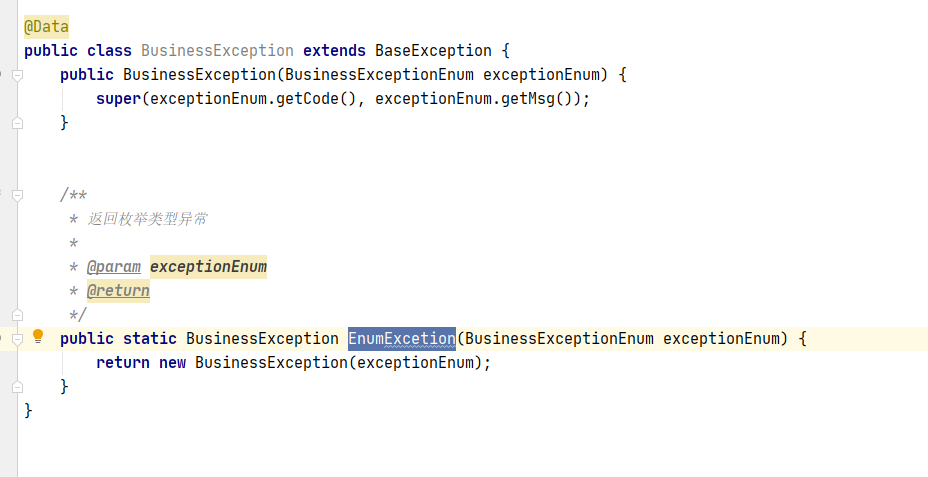 @Data
public class BusinessException extends BaseException {
public BusinessException(BusinessExceptionEnum exceptionEnum) {
super(exceptionEnum.getCode(), exceptionEnum.getMsg());
}
/**
* 返回枚举类型异常
*
* @param exceptionEnum
* @return
*/
public static BusinessException EnumExcetion(BusinessExceptionEnum exceptionEnum) {
return new BusinessException(exceptionEnum);
}
}